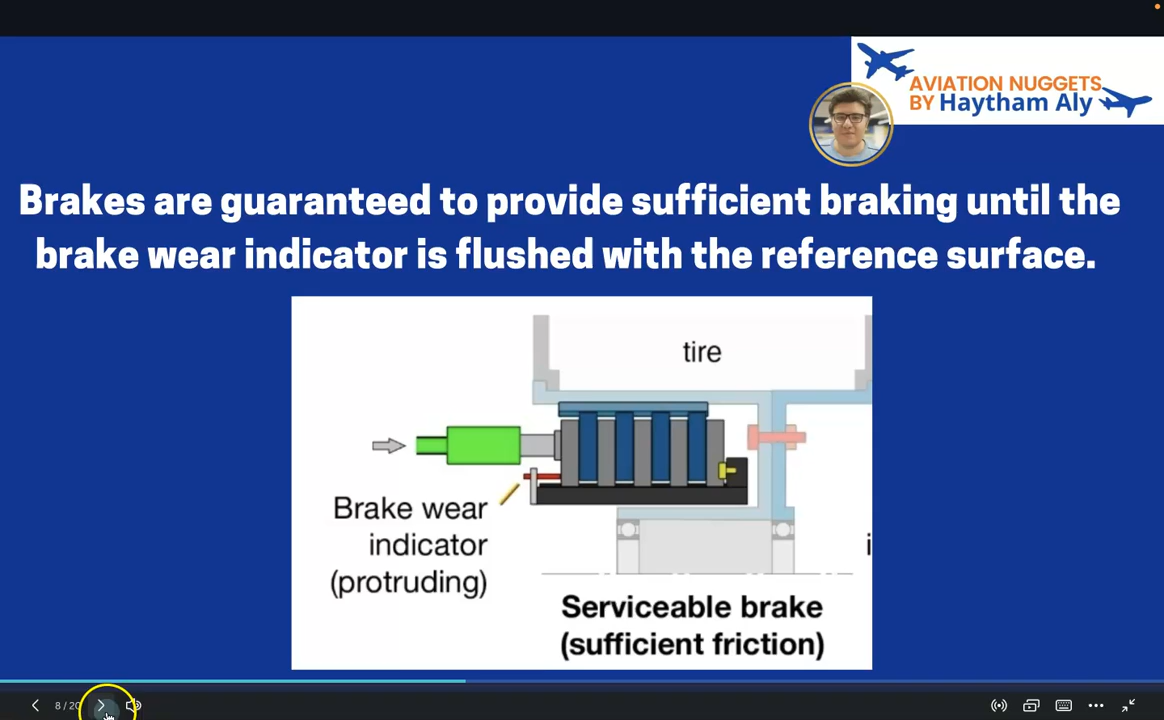 AVIATION NUGGETS
BY Haytham Aly
Brakes are guaranteed to provide sufficient braking until the
brake wear indicator is flushed with the reference surface.
tire
Brake wear
indicator
(protruding)
Serviceable brake
(sufficient friction)
8 / 20